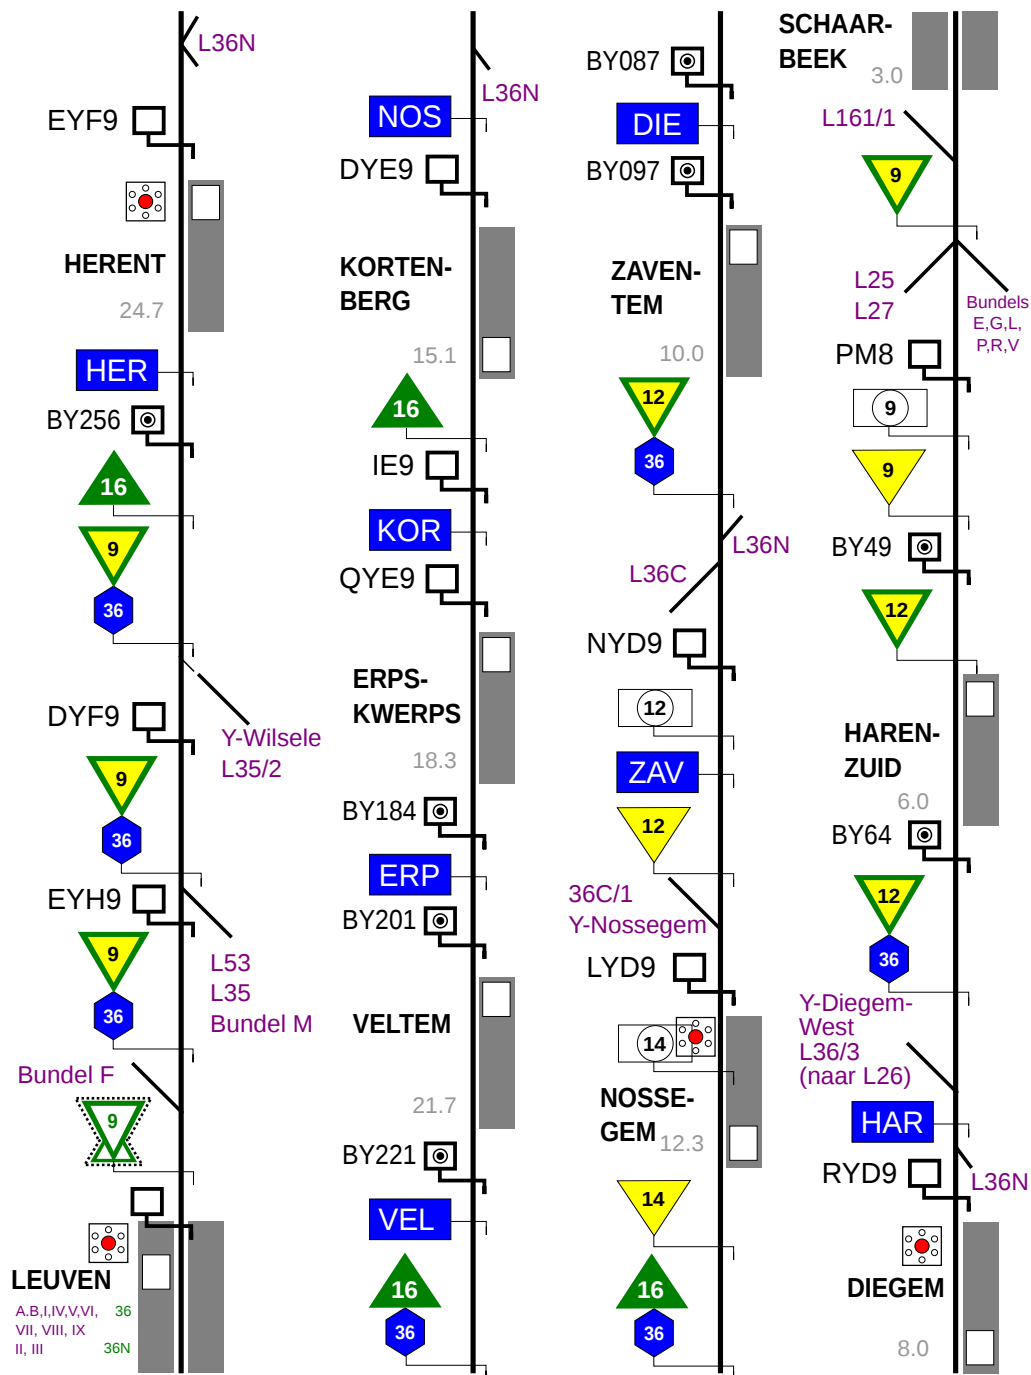 L36N
EYF9
HERENT
24.7
HER
BY256
16
9
36
DYF9
Y-Wilsele
L35/2
9
36
EYH9
9
L53
L35
Bundel M
36
Bundel F
9
LEUVEN
A.B,I,IV,V,VI, 36
VII, VIII, IX
II, III 36N
L36N
NOS
DYE9
KORTEN-
BERG
15.1
16
IE9
KOR
QYE9
ERPS-
KWERPS
18.3
BY184
ERP
BY201
VELTEM
21.7
BY221
VEL
16
36
BY087
DIE
BY097
ZAVEN-
TEM
10.0
12
36
L36N
L36C
NYD9
12
ZAV
12
36C/1
Y-Nossegem
LYD9
14
NOSSE-
GEM 12.3
14
16
36
SCHAAR-
BEEK
3.0
L161/1
9
L25
L27
Bundels
E,G,L,
P,R,V
PM8
9
9
BY49
12
HAREN-
ZUID
6.0
BY64
12
36
Y-Diegem-
West
L36/3
(naar L26)
HAR
RYD9
L36N
DIEGEM
8.0